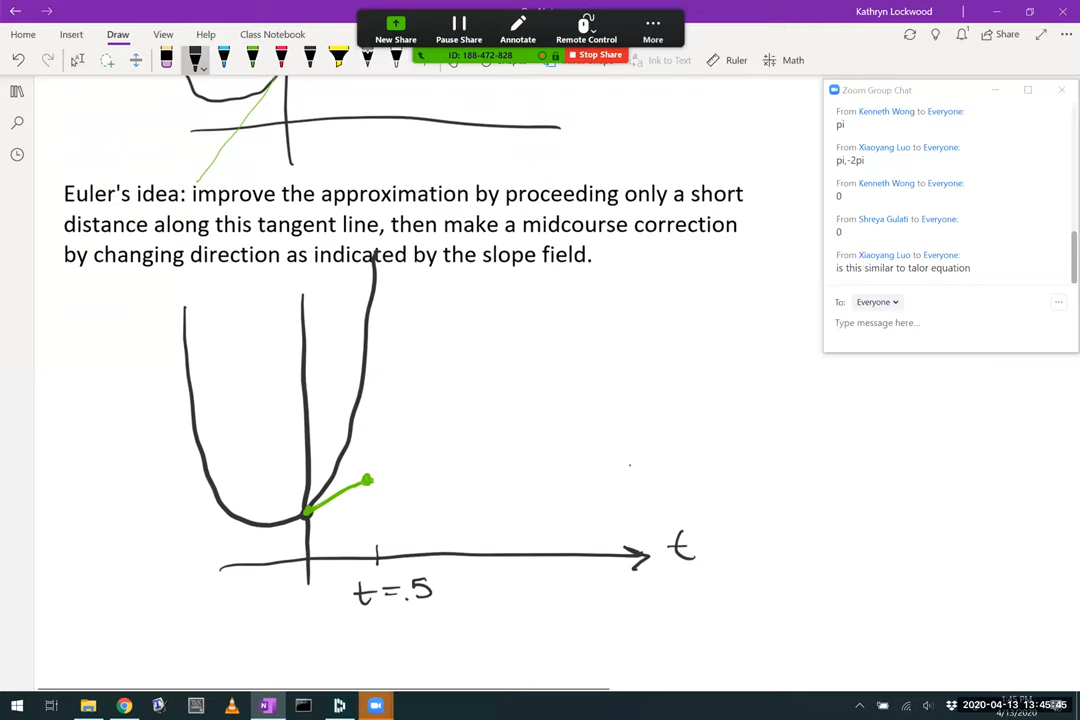 Kathryn Lockwood
New Share
Pause Share
Annotate
Remote Control
More
ID: 188-472-828
Stop Share
Home
Insert
Draw
View
Help
Class Notebook
Share
Ink to Text
Ruler
Math
Euler's idea: improve the approximation by proceeding only a short
distance along this tangent line, then make a midcourse correction
by changing direction as indicated by the slope field.
t
t=.5
Zoom Group Chat
From Kenneth Wong to Everyone:
pi
From Xiaoyang Luo to Everyone:
pi,-2pi
From Kenneth Wong to Everyone:
0
From Shreya Gulati to Everyone:
0
From Xiaoyang Luo to Everyone:
is this similar to talor equation
To: Everyone
Type message here...
2020-04-13 13:45:45